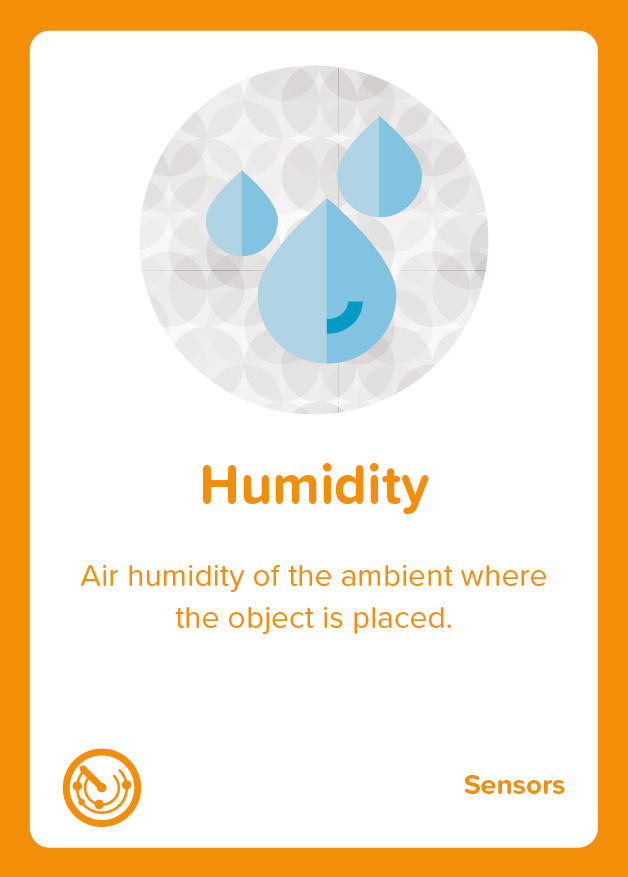 Humidity
Air humidity of the ambient where
the object is placed.
Sensors